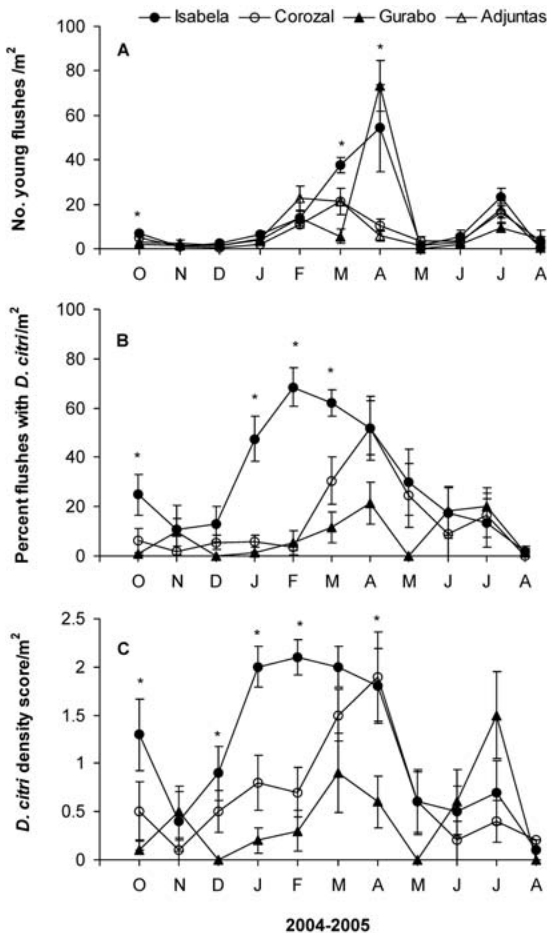 Isabela Corozal Gurabo Adjuntas
A
No. young flushes /m²
100
80
60
40
20
0
* * *
O N D J F M A M J J A
B
Percent flushes with D. citri/m²
100
80
60
40
20
0
* * * *
O N D J F M A M J J A
C
D. citri density score/m²
2.5
2
1.5
1
0.5
0
* * * * *
O N D J F M A M J J A
2004-2005